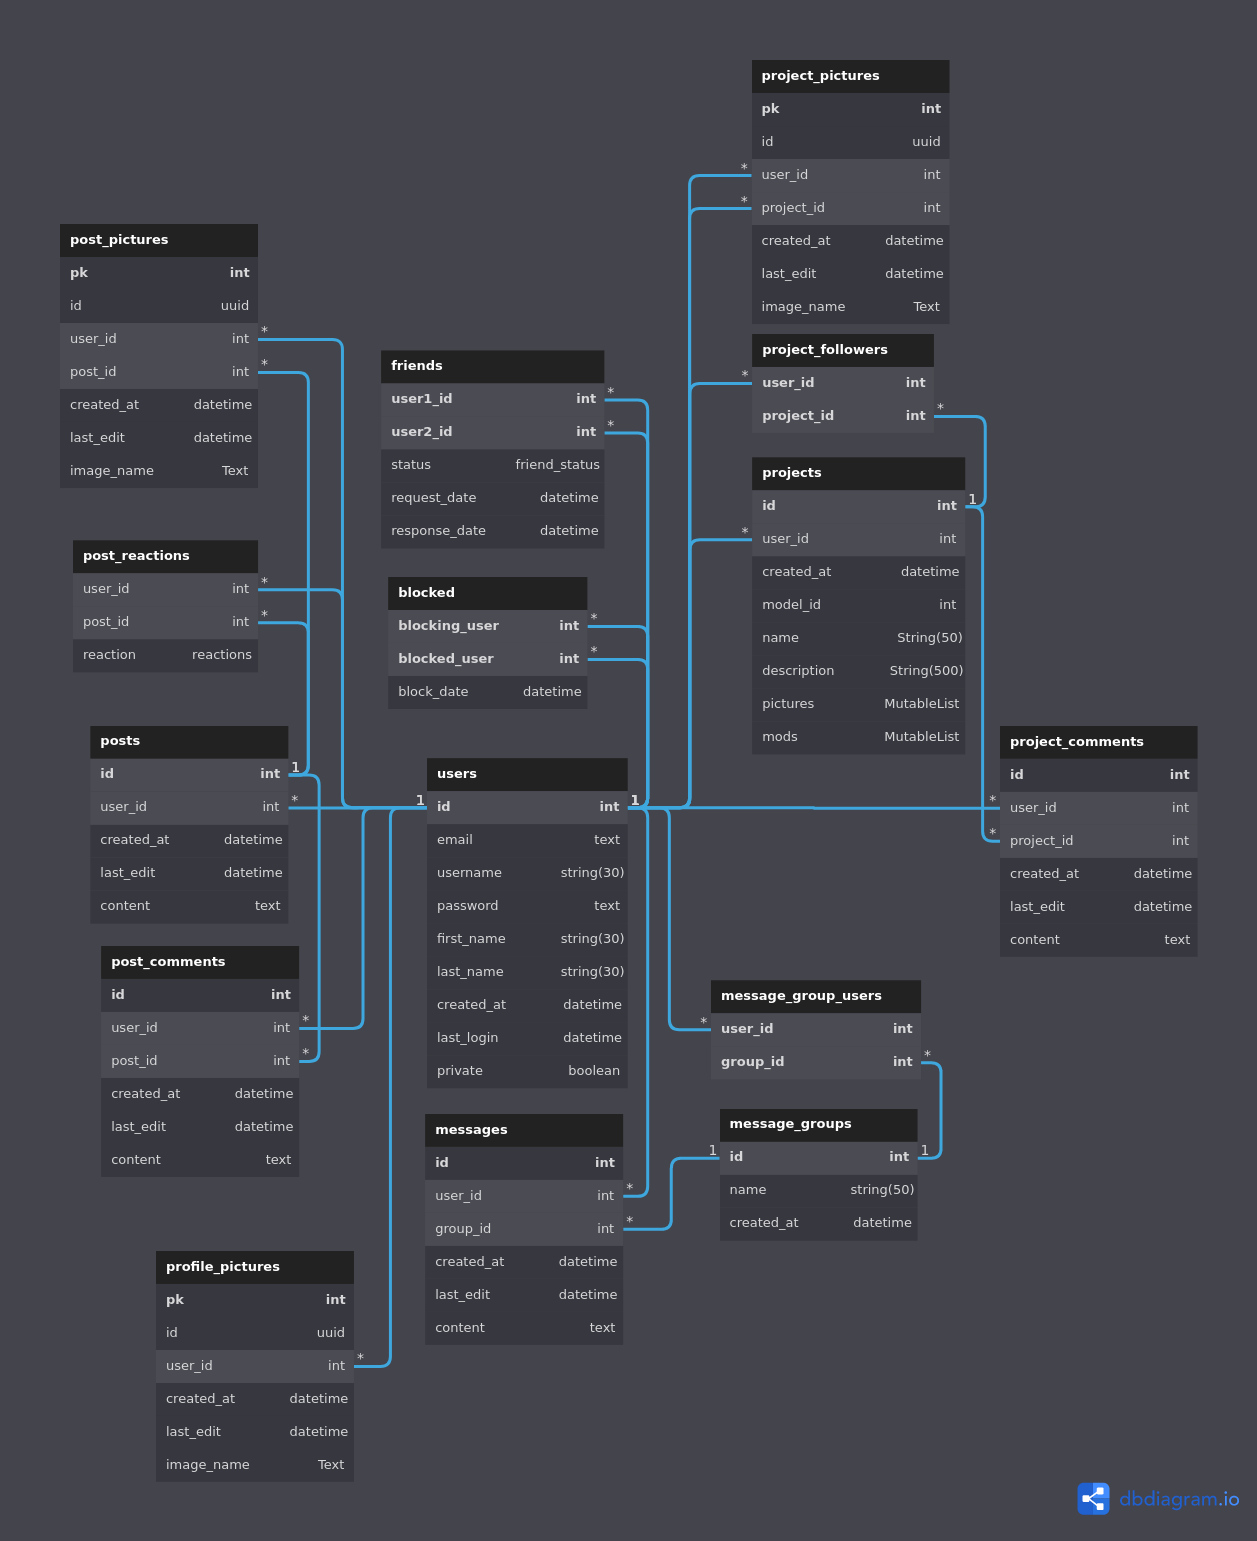 project_pictures
pk int
id uuid
* user_id int
* project_id int
created_at datetime
last_edit datetime
image_name Text
post_pictures
pk int
id uuid
user_id int *
post_id int *
created_at datetime
last_edit datetime
image_name Text
friends
user1_id int *
user2_id int *
status friend_status
request_date datetime
response_date datetime
project_followers
* user_id int
project_id int *
projects
id int 1
* user_id int
created_at datetime
model_id int
name String(50)
description String(500)
pictures MutableList
mods MutableList
post_reactions
user_id int *
post_id int *
reaction reactions
blocked
blocking_user int *
blocked_user int *
block_date datetime
posts
id int 1
user_id int *
created_at datetime
last_edit datetime
content text
users
1 id int 1
email text
username string(30)
password text
first_name string(30)
last_name string(30)
created_at datetime
last_login datetime
private boolean
project_comments
id int
* user_id int
* project_id int
created_at datetime
last_edit datetime
content text
post_comments
id int
user_id int *
post_id int *
created_at datetime
last_edit datetime
content text
message_group_users
* user_id int
group_id int *
message_groups
1 id int 1
name string(50)
created_at datetime
messages
id int
user_id int *
group_id int *
created_at datetime
last_edit datetime
content text
profile_pictures
pk int
id uuid
user_id int *
created_at datetime
last_edit datetime
image_name Text
dbdiagram.io